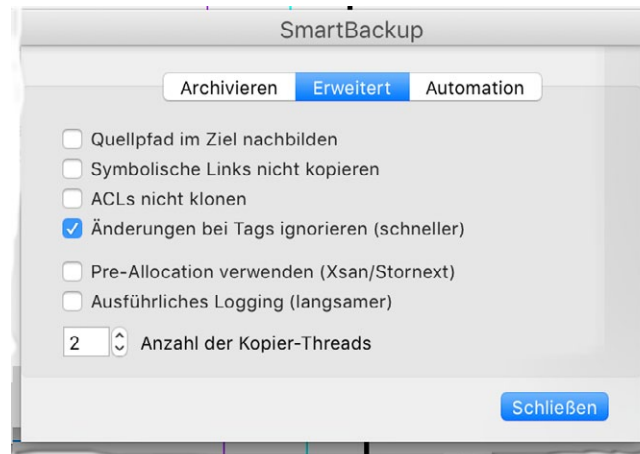 SmartBackup
Archivieren Erweitert Automation
Quellpfad im Ziel nachbilden
Symbolische Links nicht kopieren
ACLs nicht klonen
Änderungen bei Tags ignorieren (schneller)
Pre-Allocation verwenden (Xsan/Stornext)
Ausführliches Logging (langsamer)
2 Anzahl der Kopier-Threads
Schließen